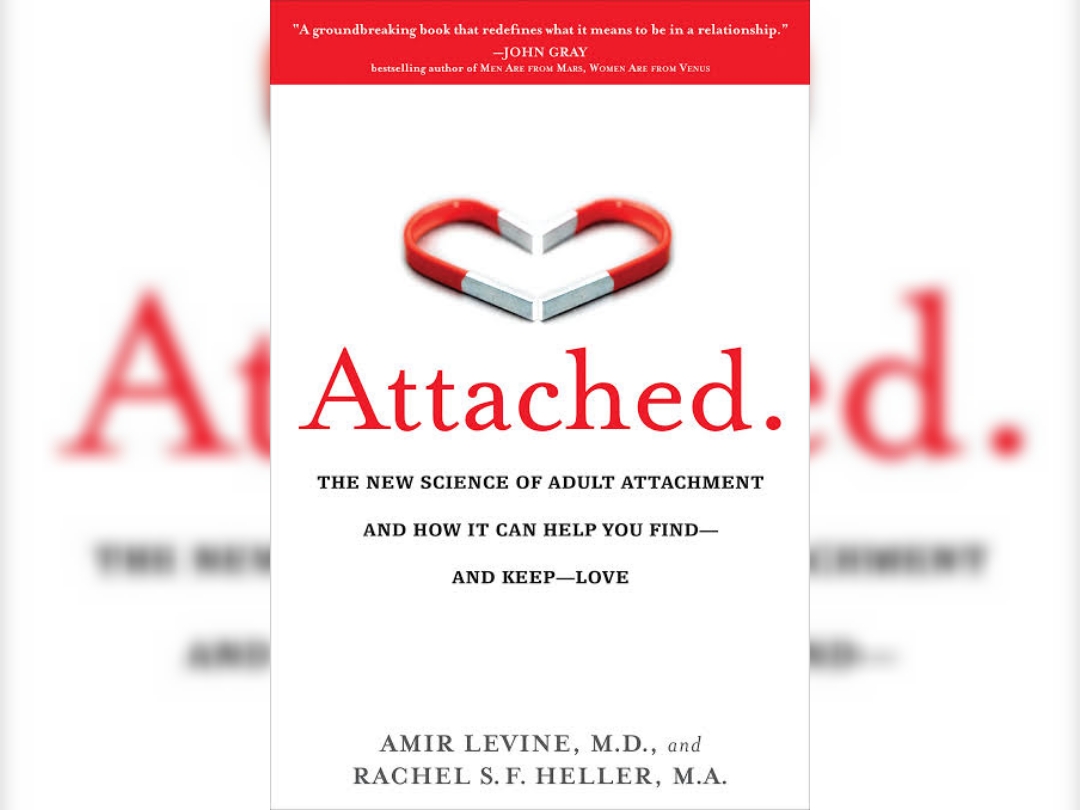 "A groundbreaking book that redefines what it means to be in a relationship."
—JOHN GRAY
bestselling author of MEN ARE FROM MARS, WOMEN ARE FROM VENUS
Attached.
THE NEW SCIENCE OF ADULT ATTACHMENT
AND HOW IT CAN HELP YOU FIND—
AND KEEP—LOVE
AMIR LEVINE, M.D., and
RACHEL S. F. HELLER, M.A.